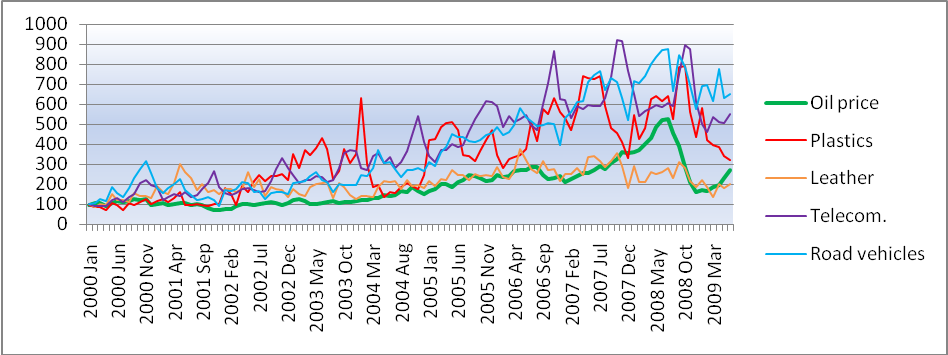 1000
900
800
700
600
500
400
300
200
100
0
2000 Jan
2000 Jun
2000 Nov
2001 Apr
2001 Sep
2002 Feb
2002 Jul
2002 Dec
2003 May
2003 Oct
2004 Mar
2004 Aug
2005 Jan
2005 Jun
2005 Nov
2006 Apr
2006 Sep
2007 Feb
2007 Jul
2007 Dec
2008 May
2008 Oct
2009 Mar
Oil price
Plastics
Leather
Telecom.
Road vehicles